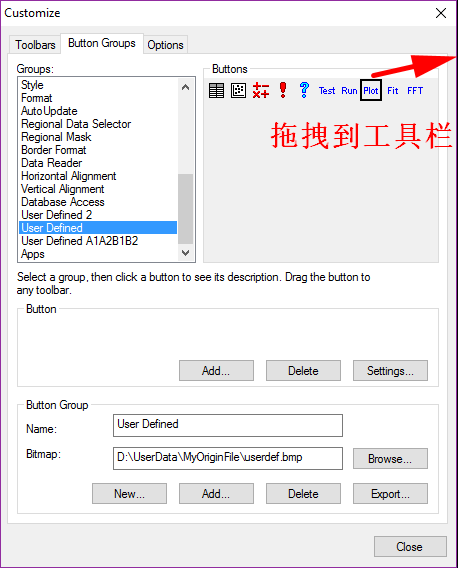 Customize
Toolbars Button Groups Options
Groups:
Style
Format
AutoUpdate
Regional Data Selector
Regional Mask
Border Format
Data Reader
Horizontal Alignment
Vertical Alignment
Database Access
User Defined 2
User Defined
User Defined A1A2B1B2
Apps
Buttons
Test Run Plot Fit FFT
拖拽到工具栏
Select a group, then click a button to see its description. Drag the button to
any toolbar.
Button
Add... Delete Settings...
Button Group
Name: User Defined
Bitmap: D:\UserData\MyOriginFile\userdef.bmp Browse...
New... Add... Delete Export...
Close